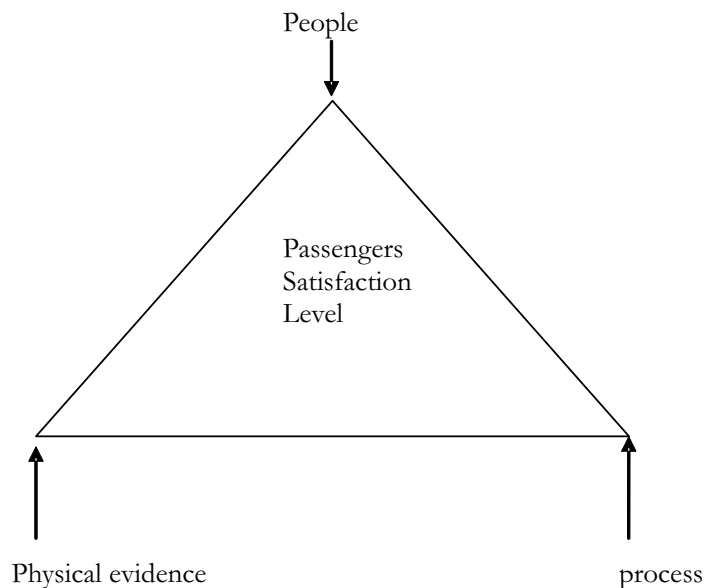 People
Passengers
Satisfaction
Level
Physical evidence
process